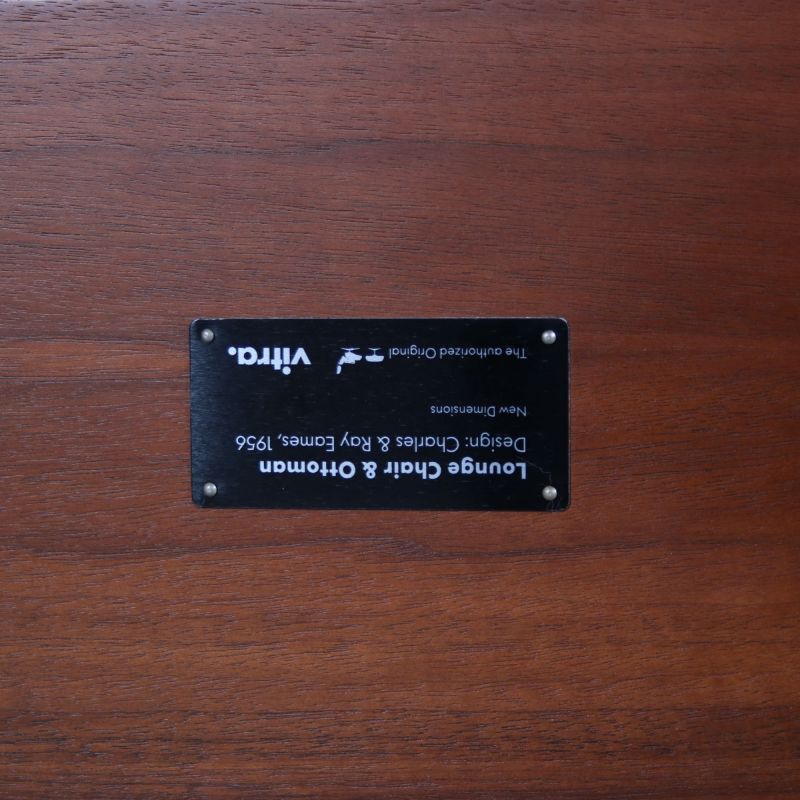 Lounge Chair & Ottoman
Design: Charles & Ray Eames, 1956
New Dimensions
The authorized Original vitra.